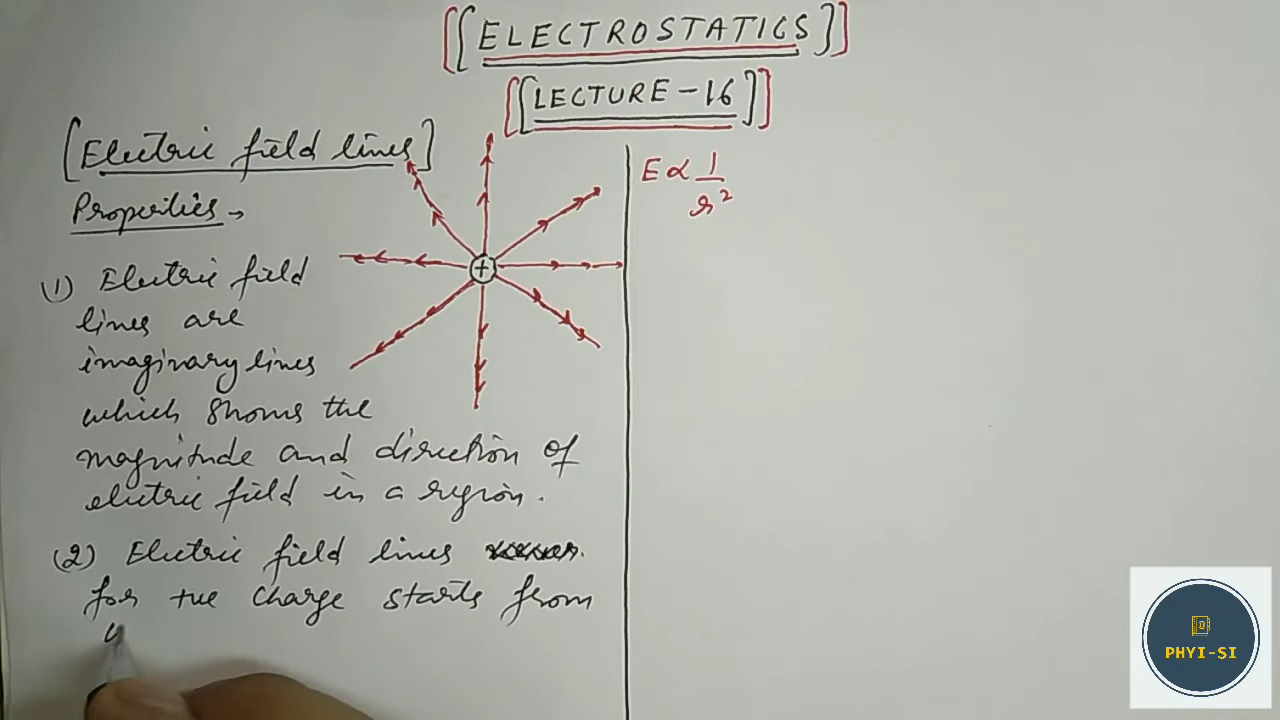 [[ELECTROSTATICS]]
[[LECTURE-16]]
[Electric field lines]
Properties →
(1) Electric field
lines are
imaginary lines
which shows the
magnitude and direction of
electric field in a region.
(2) Electric field lines
for +ve charge starts from
+
E ∝ 1/r²
PHYI-SI